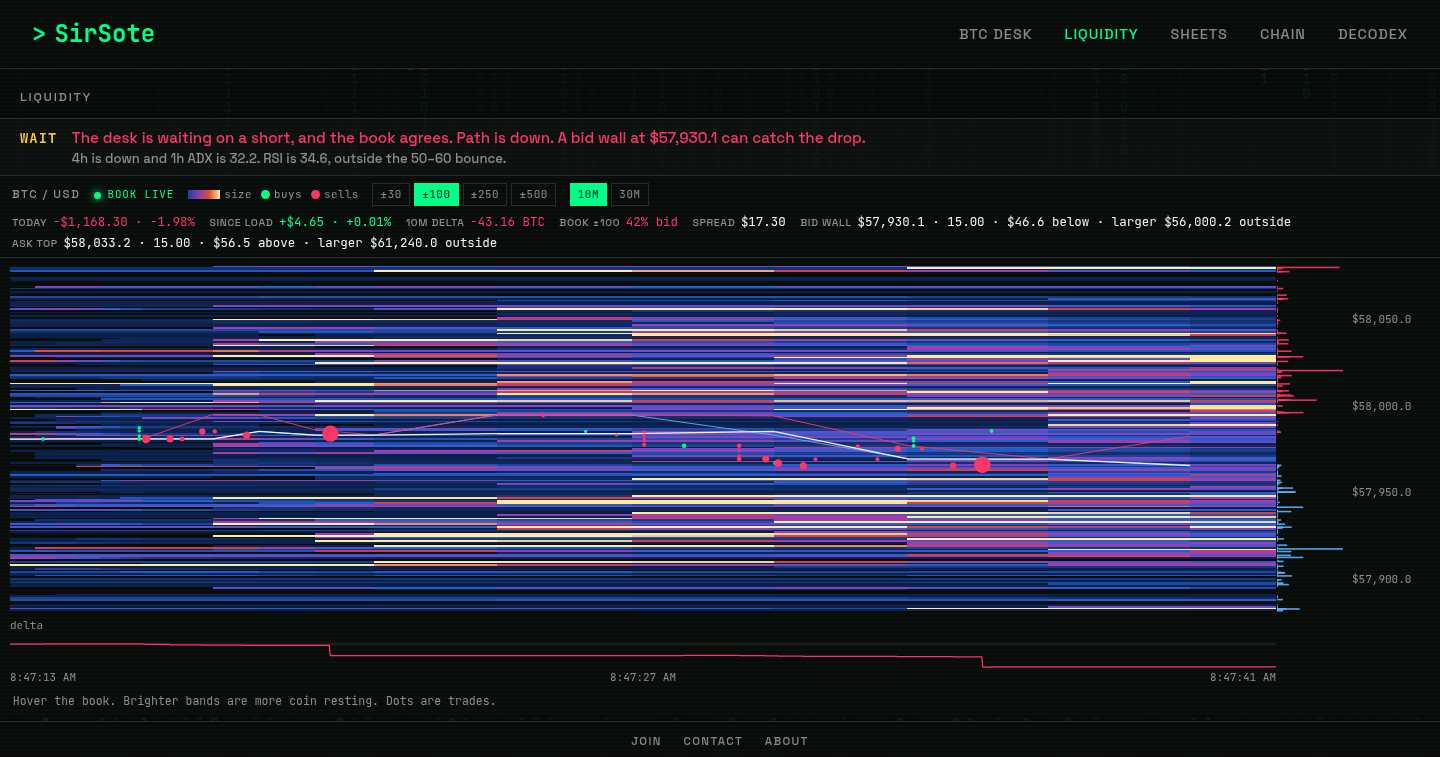 > SirSote
BTC DESK LIQUIDITY SHEETS CHAIN DECODEX
LIQUIDITY
WAIT The desk is waiting on a short, and the book agrees. Path is down. A bid wall at $57,930.1 can catch the drop.
4h is down and 1h ADX is 32.2. RSI is 34.6, outside the 50–60 bounce.
BTC / USD BOOK LIVE size buys sells ±30 ±100 ±250 ±500 10M 30M
TODAY -$1,168.30 · -1.98% SINCE LOAD +$4.65 · +0.01% 10M DELTA -43.16 BTC BOOK ±100 42% bid SPREAD $17.30 BID WALL $57,930.1 · 15.00 · $46.6 below · larger $56,000.2 outside
ASK TOP $58,033.2 · 15.00 · $56.5 above · larger $61,240.0 outside
$58,050.0
$58,000.0
$57,950.0
$57,900.0
delta
8:47:13 AM 8:47:27 AM 8:47:41 AM
Hover the book. Brighter bands are more coin resting. Dots are trades.
JOIN CONTACT ABOUT